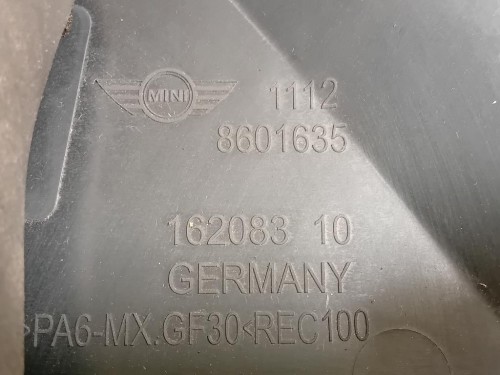 MINI 1112
8601635
162083 10
GERMANY
>PA6-MX.GF30<REC100